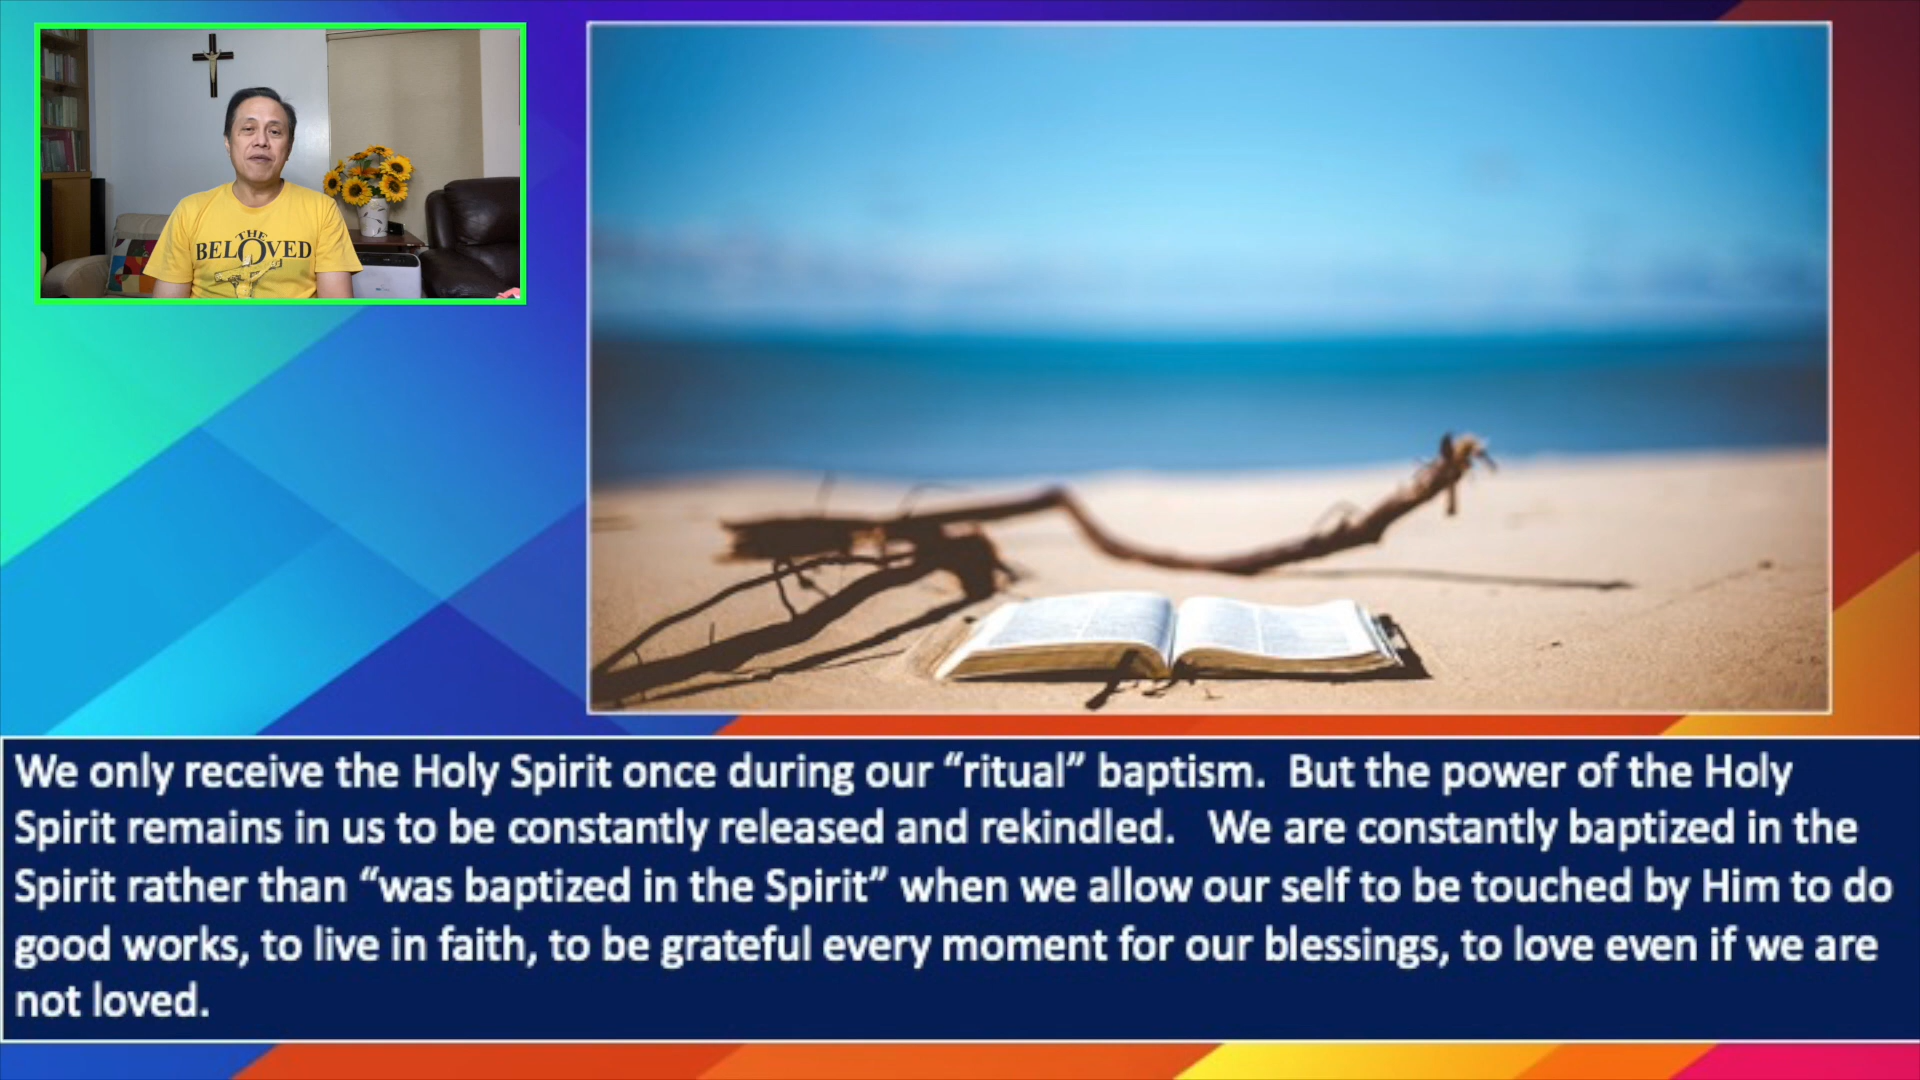 THE
BELOVED
We only receive the Holy Spirit once during our “ritual” baptism.  But the power of the Holy
Spirit remains in us to be constantly released and rekindled.   We are constantly baptized in the
Spirit rather than “was baptized in the Spirit” when we allow our self to be touched by Him to do
good works, to live in faith, to be grateful every moment for our blessings, to love even if we are
not loved.